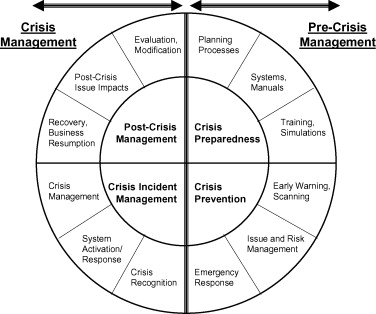 Crisis
Management
Pre-Crisis
Management
Evaluation,
Modification
Planning
Processes
Post-Crisis
Issue Impacts
Systems,
Manuals
Recovery,
Business
Resumption
Training,
Simulations
Post-Crisis
Management
Crisis
Preparedness
Crisis Incident
Management
Crisis
Prevention
Crisis
Management
Early Warning,
Scanning
System
Activation/
Response
Issue and Risk
Management
Crisis
Recognition
Emergency
Response